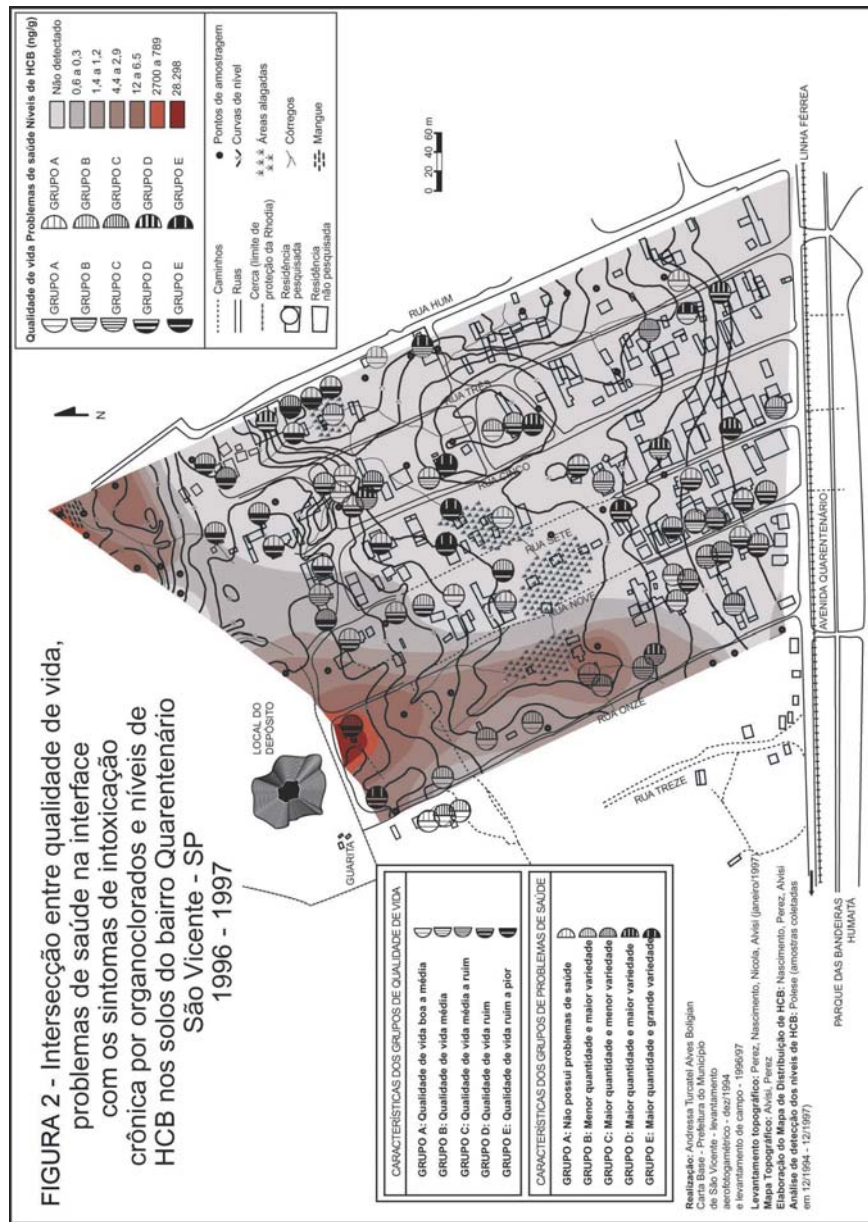 FIGURA 2 - Intersecção entre qualidade de vida,
problemas de saúde na interface
com os sintomas de intoxicação
crônica por organoclorados e níveis de
HCB nos solos do bairro Quarentenário
São Vicente - SP
1996 - 1997
Qualidade de vida Problemas de saúde Níveis de HCB (ng/g)
GRUPO A GRUPO A Não detectado
GRUPO B GRUPO B 0,6 a 0,3
GRUPO C GRUPO C 1,4 a 1,2
GRUPO D GRUPO D 4,4 a 2,9
GRUPO E GRUPO E 12 a 6.5
2700 a 789
28.298
Caminhos
Ruas
Cerca (limite de
proteção da Rhodia)
Residência
pesquisada
Residência
não pesquisada
Pontos de amostragem
Curvas de nível
Áreas alagadas
Córregos
Mangue
N
0 20 40 60 m
LOCAL DO
DEPÓSITO
GUARITA
RUA HUM
RUA TRÊS
RUA CINCO
RUA SETE
RUA NOVE
RUA ONZE
RUA TREZE
AVENIDA QUARENTENÁRIO
LINHA FÉRREA
PARQUE DAS BANDEIRAS
HUMAITÁ
CARACTERÍSTICAS DOS GRUPOS DE QUALIDADE DE VIDA
GRUPO A: Qualidade de vida boa a média
GRUPO B: Qualidade de vida média
GRUPO C: Qualidade de vida média a ruim
GRUPO D: Qualidade de vida ruim
GRUPO E: Qualidade de vida ruim a pior
CARACTERÍSTICAS DOS GRUPOS DE PROBLEMAS DE SAÚDE
GRUPO A: Não possui problemas de saúde
GRUPO B: Menor quantidade e maior variedade
GRUPO C: Maior quantidade e menor variedade
GRUPO D: Maior quantidade e maior variedade
GRUPO E: Maior quantidade e grande variedade
Realização: Andressa Turcatel Alves Boligian
Carta Base - Prefeitura do Município
de São Vicente - levantamento
aerofotogamétrico - dez/1994
e levantamento de campo - 1996/97
Levantamento topográfico: Perez, Nascimento, Nicola, Alvisi (janeiro/1997)
Mapa Topográfico: Alvisi, Perez
Elaboração do Mapa de Distribuição de HCB: Nascimento, Perez, Alvisi
Análise de detecção dos níveis de HCB: Polese (amostras coletadas
em 12/1994 - 12/1997)